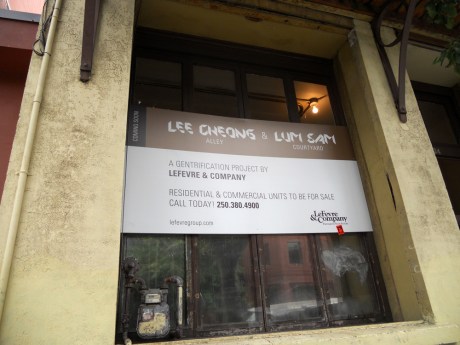 COMING SOON
LEE CHEONG & LUM SAM
ALLEY COURTYARD
A GENTRIFICATION PROJECT BY
LEFEVRE & COMPANY
RESIDENTIAL & COMMERCIAL UNITS TO BE FOR SALE
CALL TODAY! 250.380.4900
lefevregroup.com
LeFevre
& Company